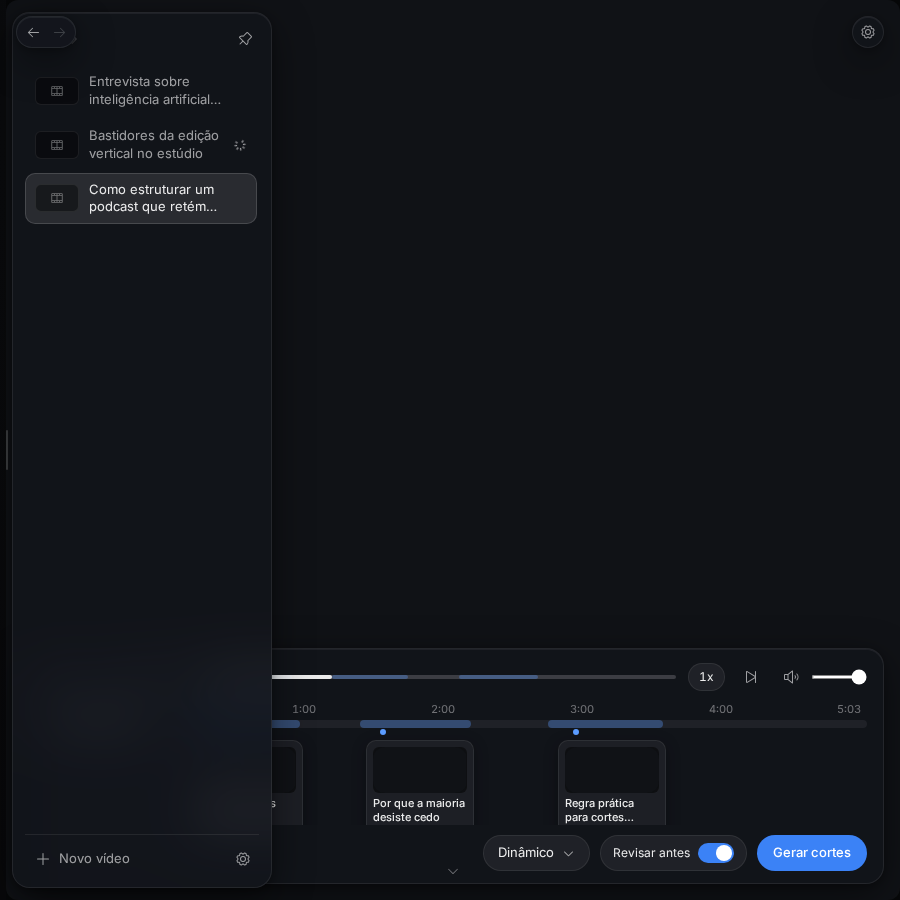 Entrevista sobre
inteligência artificial...
Bastidores da edição
vertical no estúdio
Como estruturar um
podcast que retém...
1x
1:00
2:00
3:00
4:00
5:03
Por que a maioria
desiste cedo
Regra prática
para cortes...
Novo vídeo
Dinâmico
Revisar antes
Gerar cortes